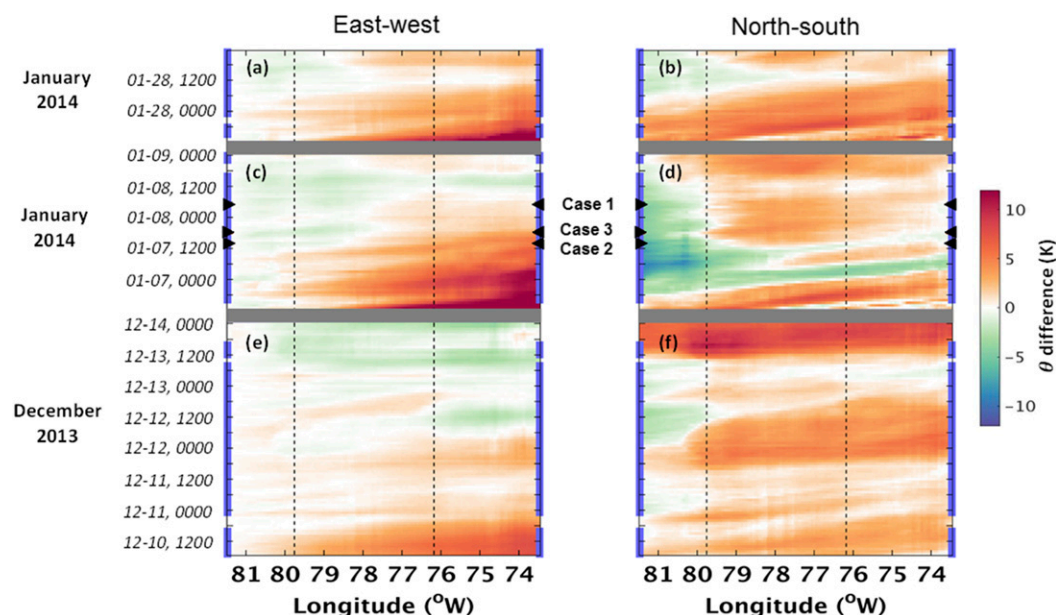 East-west
North-south
January
2014
01-28, 1200
01-28, 0000
(a)
(b)
January
2014
01-09, 0000
01-08, 1200
01-08, 0000
01-07, 1200
01-07, 0000
(c)
(d)
Case 1
Case 3
Case 2
December
2013
12-14, 0000
12-13, 1200
12-13, 0000
12-12, 1200
12-12, 0000
12-11, 1200
12-11, 0000
12-10, 1200
(e)
(f)
10
5
0
−5
−10
θ difference (K)
81 80 79 78 77 76 75 74
81 80 79 78 77 76 75 74
Longitude (°W)
Longitude (°W)